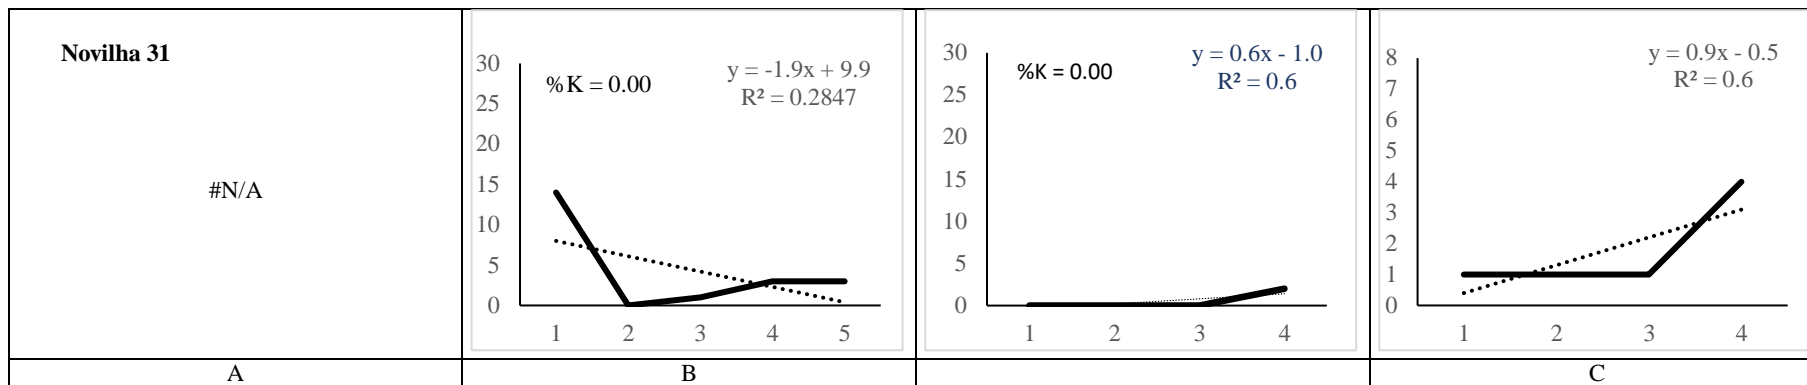 Novilha 31
#N/A
%K = 0.00
y = -1.9x + 9.9
R² = 0.2847
30
25
20
15
10
5
0
1 2 3 4 5
%K = 0.00
y = 0.6x - 1.0
R² = 0.6
30
25
20
15
10
5
0
1 2 3 4
y = 0.9x - 0.5
R² = 0.6
8
7
6
5
4
3
2
1
0
1 2 3 4
A B C